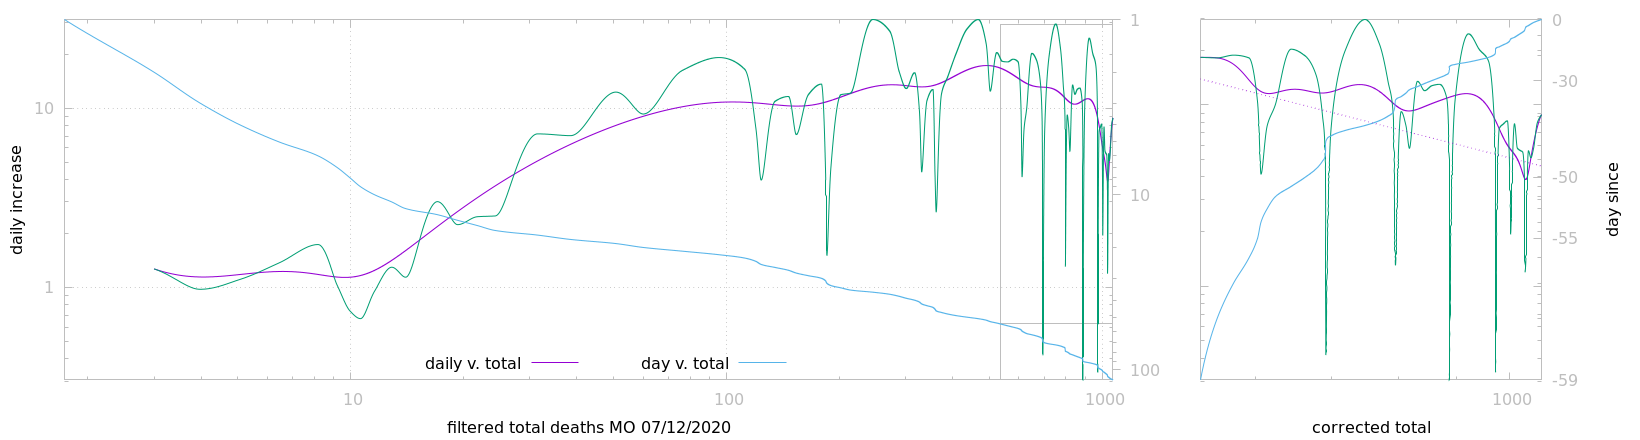 daily increase
10
1
daily v. total
day v. total
10
100
1000
filtered total deaths MO 07/12/2020
1
10
100
0
-30
-50
-55
-59
day since
1000
corrected total